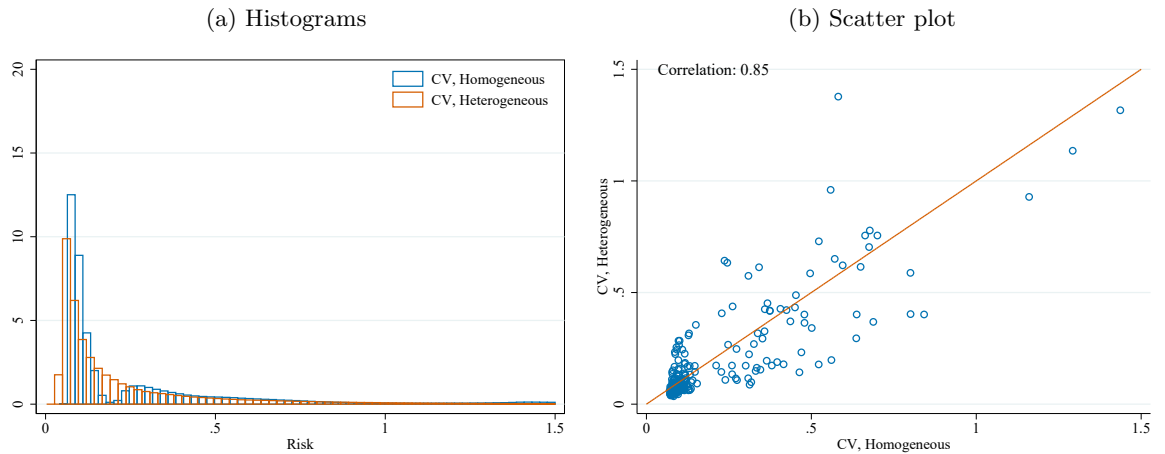 (a) Histograms
20
15
10
5
0
CV, Homogeneous
CV, Heterogeneous
0
.5
1
1.5
Risk
(b) Scatter plot
Correlation: 0.85
CV, Heterogeneous
1.5
1
.5
0
0
.5
1
1.5
CV, Homogeneous